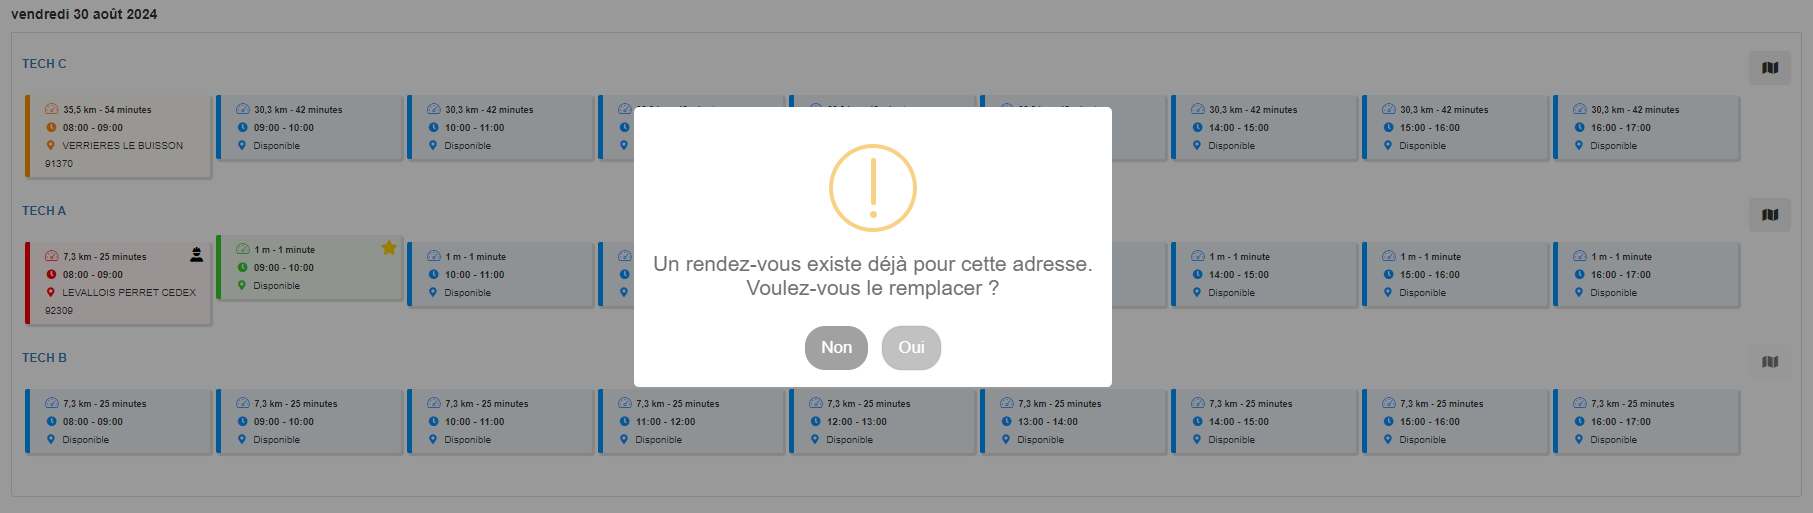 vendredi 30 août 2024
TECH C
35,5 km - 54 minutes
08:00 - 09:00
VERRIERES LE BUISSON
91370
30,3 km - 42 minutes
09:00 - 10:00
Disponible
30,3 km - 42 minutes
10:00 - 11:00
Disponible
30,3 km - 42 minutes
14:00 - 15:00
Disponible
30,3 km - 42 minutes
15:00 - 16:00
Disponible
30,3 km - 42 minutes
16:00 - 17:00
Disponible
TECH A
7,3 km - 25 minutes
08:00 - 09:00
LEVALLOIS PERRET CEDEX
92309
1 m - 1 minute
09:00 - 10:00
Disponible
1 m - 1 minute
10:00 - 11:00
Disponible
Un rendez-vous existe déjà pour cette adresse.
Voulez-vous le remplacer ?
Non
Oui
1 m - 1 minute
14:00 - 15:00
Disponible
1 m - 1 minute
15:00 - 16:00
Disponible
1 m - 1 minute
16:00 - 17:00
Disponible
TECH B
7,3 km - 25 minutes
08:00 - 09:00
Disponible
7,3 km - 25 minutes
09:00 - 10:00
Disponible
7,3 km - 25 minutes
10:00 - 11:00
Disponible
7,3 km - 25 minutes
11:00 - 12:00
Disponible
7,3 km - 25 minutes
12:00 - 13:00
Disponible
7,3 km - 25 minutes
13:00 - 14:00
Disponible
7,3 km - 25 minutes
14:00 - 15:00
Disponible
7,3 km - 25 minutes
15:00 - 16:00
Disponible
7,3 km - 25 minutes
16:00 - 17:00
Disponible